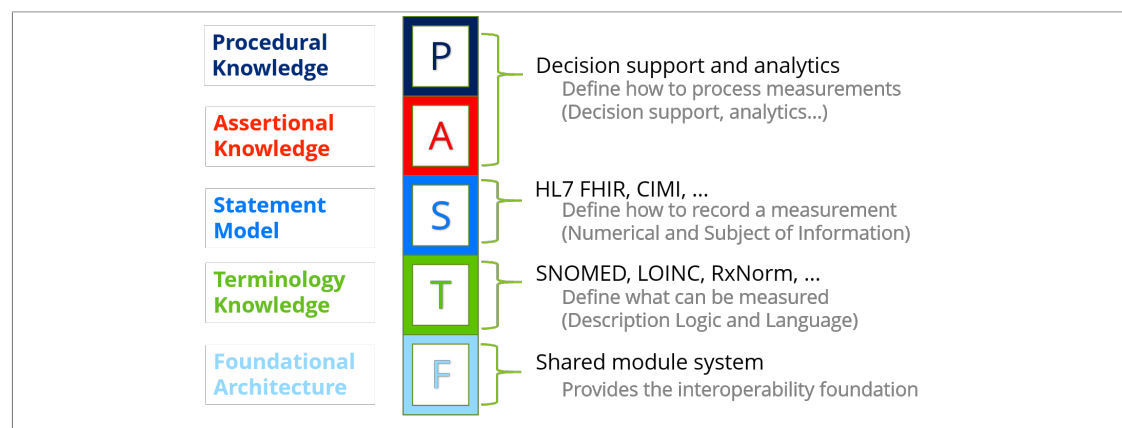 Procedural
Knowledge
P
Decision support and analytics
Define how to process measurements
(Decision support, analytics...)
Assertional
Knowledge
A
Statement
Model
S
HL7 FHIR, CIMI, ...
Define how to record a measurement
(Numerical and Subject of Information)
Terminology
Knowledge
T
SNOMED, LOINC, RxNorm, ...
Define what can be measured
(Description Logic and Language)
Foundational
Architecture
F
Shared module system
Provides the interoperability foundation